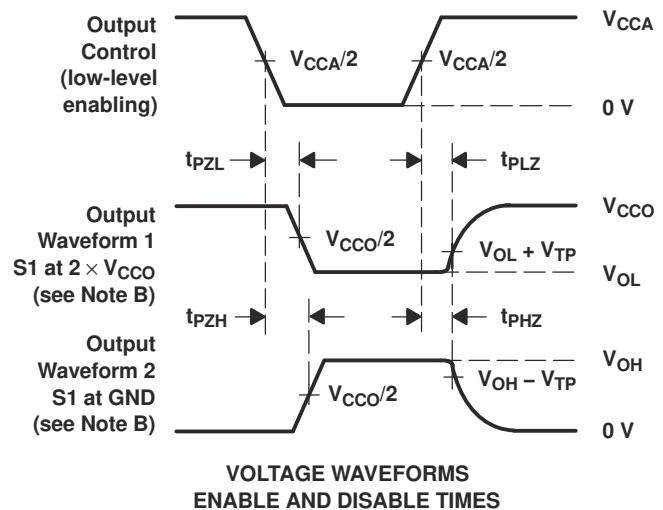 Output
Control
(low-level
enabling)
VCCA/2
VCCA/2
VCCA
0 V
tPZL
tPLZ
Output
Waveform 1
S1 at 2 × VCCO
(see Note B)
VCCO/2
VOL + VTP
VCCO
VOL
tPZH
tPHZ
Output
Waveform 2
S1 at GND
(see Note B)
VCCO/2
VOH − VTP
VOH
0 V
VOLTAGE WAVEFORMS
ENABLE AND DISABLE TIMES